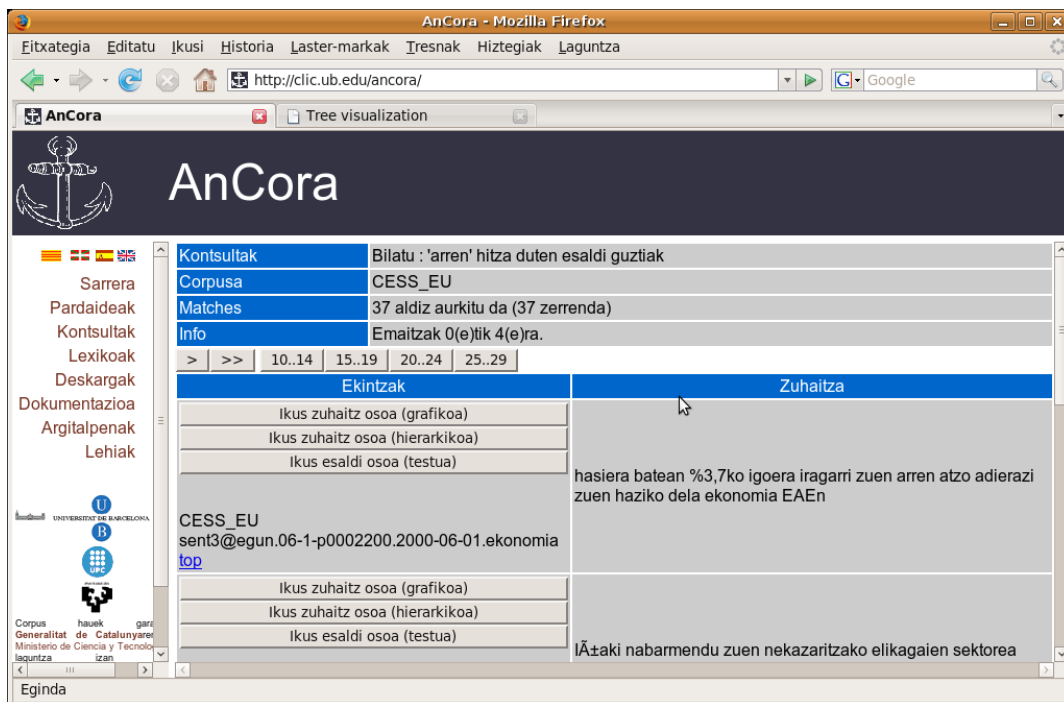 AnCora - Mozilla Firefox
Fitxategia Editatu Ikusi Historia Laster-markak Tresnak Hiztegiak Laguntza
http://clic.ub.edu/ancora/
G Google
AnCora
Tree visualization
AnCora
Sarrera
Pardaideak
Kontsultak
Lexikoak
Deskargak
Dokumentazioa
Argitalpenak
Lehiak
UNIVERSITAT DE BARCELONA
U
B
UPC
Corpus hauek gara
Generalitat de Catalunyaren
Ministerio de Ciencia y Tecnolo
laguntza izan
Kontsultak Bilatu : 'arren' hitza duten esaldi guztiak
Corpusa CESS_EU
Matches 37 aldiz aurkitu da (37 zerrenda)
Info Emaitzak 0(e)tik 4(e)ra.
> >> 10..14 15..19 20..24 25..29
Ekintzak Zuhaitza
Ikus zuhaitz osoa (grafikoa)
Ikus zuhaitz osoa (hierarkikoa)
Ikus esaldi osoa (testua)
CESS_EU
sent3@egun.06-1-p0002200.2000-06-01.ekonomia
top
hasiera batean %3,7ko igoera iragarri zuen arren atzo adierazi
zuen haziko dela ekonomia EAEn
Ikus zuhaitz osoa (grafikoa)
Ikus zuhaitz osoa (hierarkikoa)
Ikus esaldi osoa (testua)
IÃ±aki nabarmendu zuen nekazaritzako elikagaien sektorea
Eginda